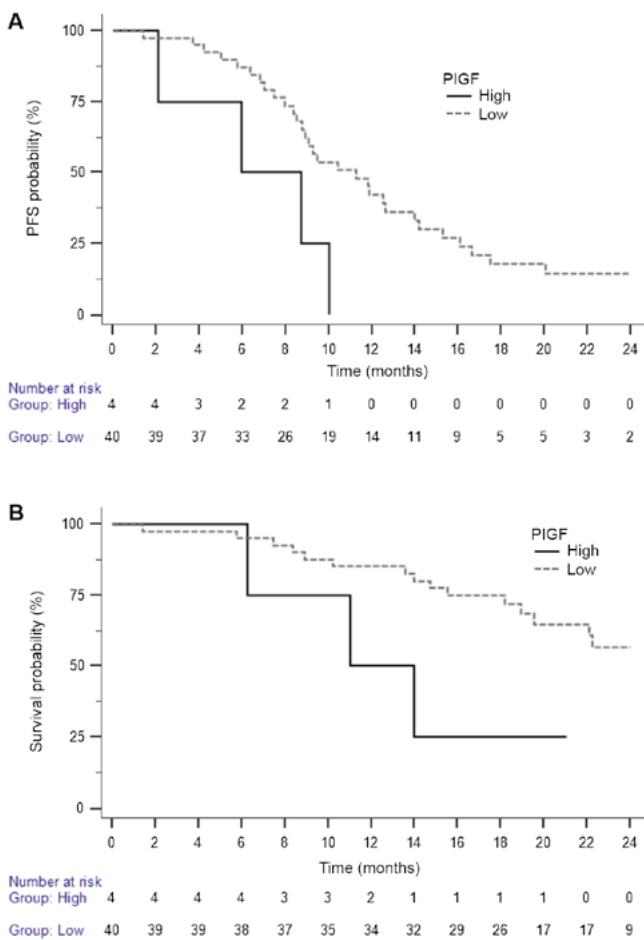 A
100
75
50
25
0
PFS probability (%)
PIGF
High
Low
0 2 4 6 8 10 12 14 16 18 20 22 24
Time (months)
Number at risk
Group: High 4 4 3 2 2 1 0 0 0 0 0 0 0
Group: Low 40 39 37 33 26 19 14 11 9 5 5 3 2
B
100
75
50
25
0
Survival probability (%)
PIGF
High
Low
0 2 4 6 8 10 12 14 16 18 20 22 24
Time (months)
Number at risk
Group: High 4 4 4 4 3 3 2 1 1 1 1 0 0
Group: Low 40 39 39 38 37 35 34 32 29 26 17 17 9